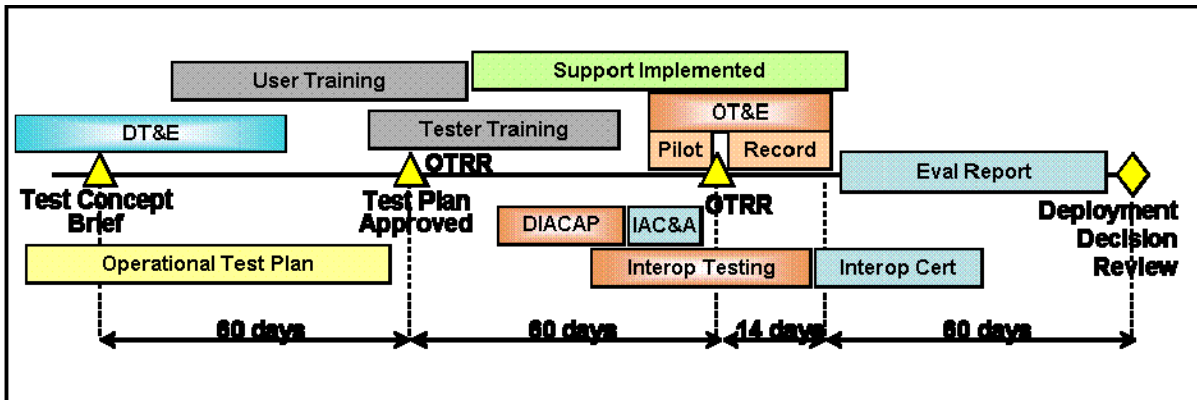 User Training
Support Implemented
DT&E
Tester Training
OT&E
Pilot
Record
OTRR
Test Concept
Brief
Test Plan
Approved
OTRR
Eval Report
Deployment
Decision
Review
DIACAP
IAC&A
Operational Test Plan
Interop Testing
Interop Cert
60 days
60 days
14 days
60 days